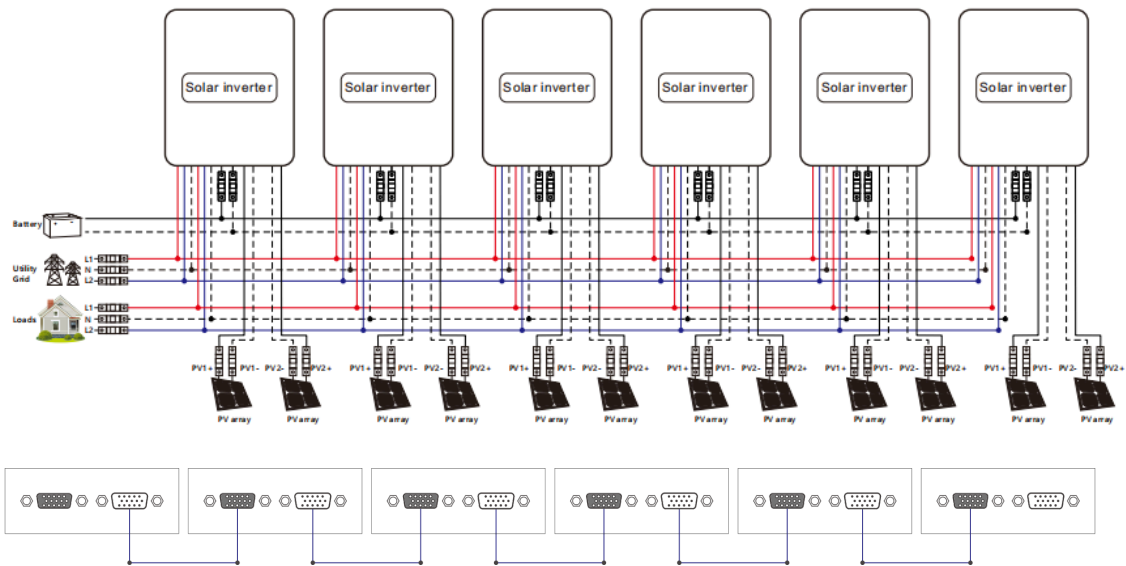 Solar inverter Solar inverter Solar inverter Solar inverter Solar inverter Solar inverter
Battery
Utility
Grid
L1
N
L2
Loads
L1
N
L2
PV1+ PV1- PV2- PV2+ PV1+ PV1- PV2- PV2+ PV1+ PV1- PV2- PV2+ PV1+ PV1- PV2- PV2+ PV1+ PV1- PV2- PV2+ PV1+ PV1- PV2- PV2+
PV array PV array PV array PV array PV array PV array PV array PV array PV array PV array PV array PV array